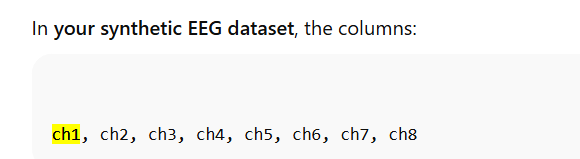 In your synthetic EEG dataset, the columns:
ch1, ch2, ch3, ch4, ch5, ch6, ch7, ch8